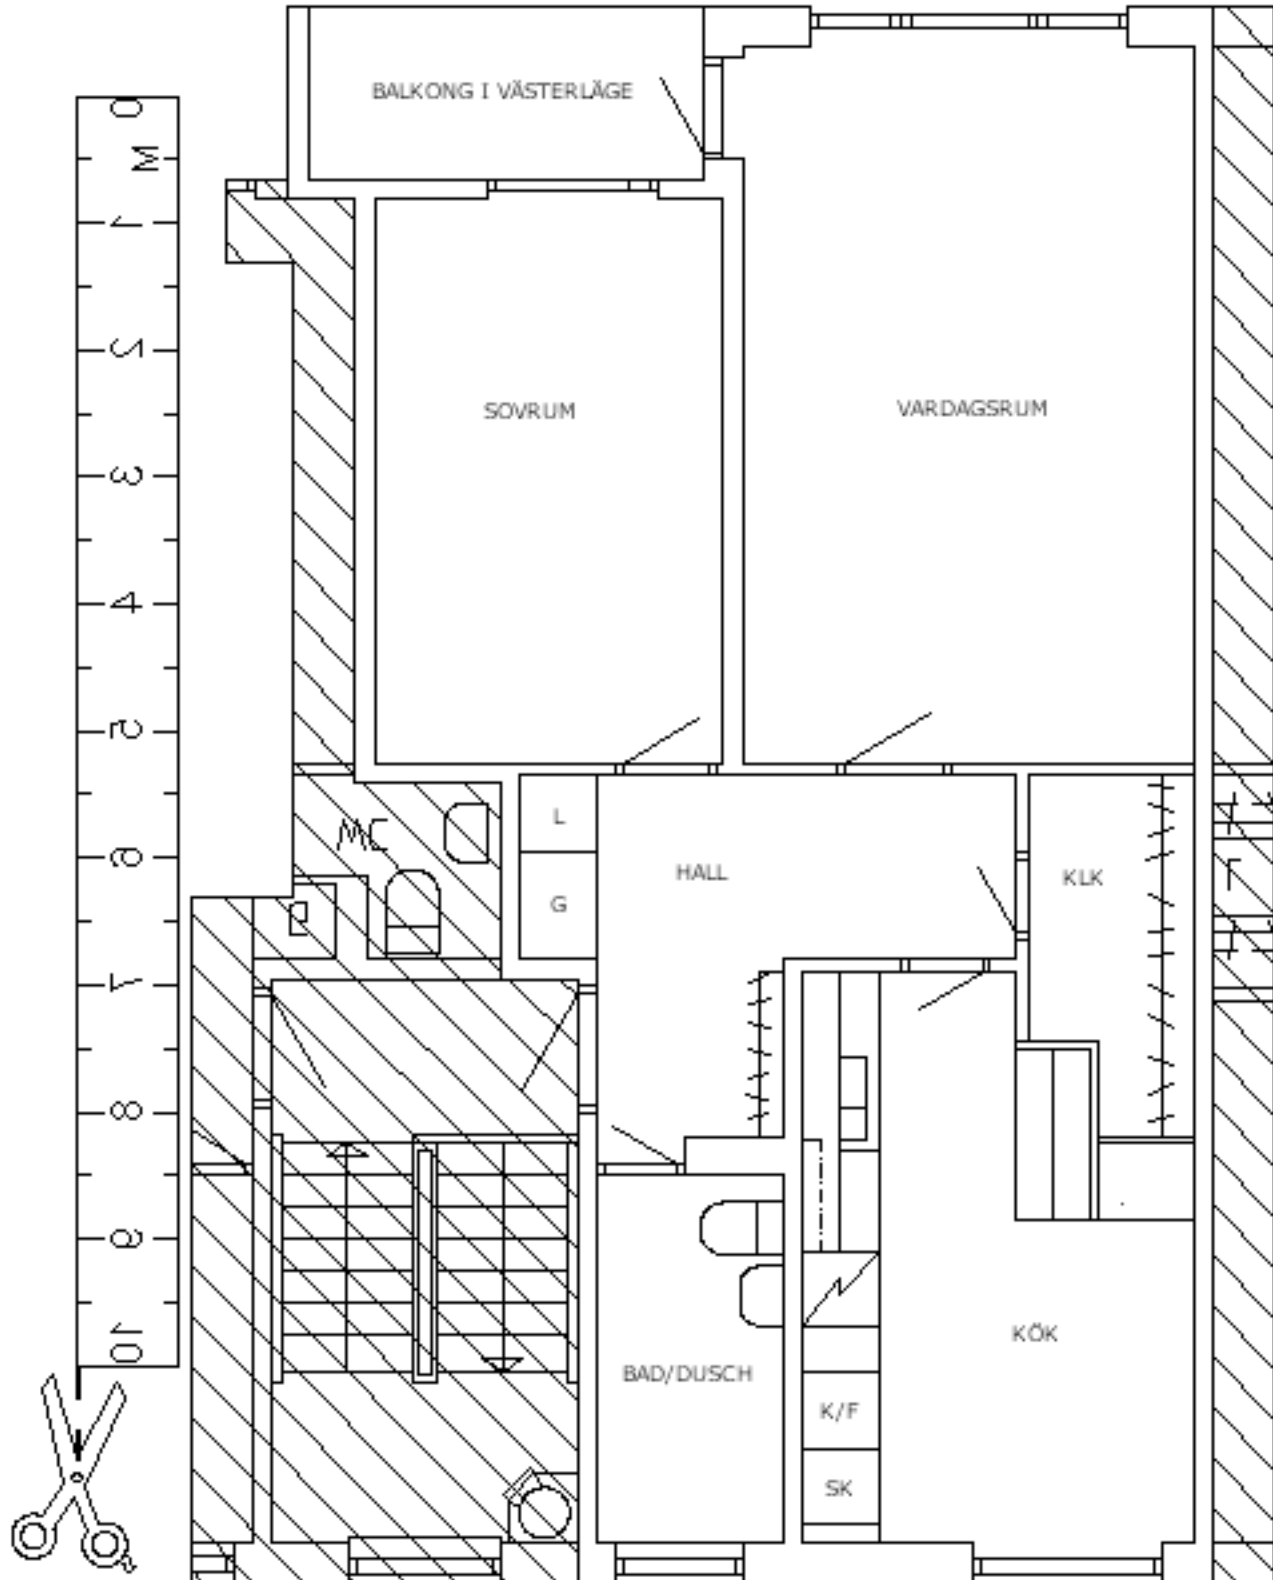 BALKONG I VÄSTERLÄGE
0
M
1
2
3
4
5
6
7
8
9
10
SOVRUM
VARDAGSRUM
WC
L
G
HALL
KLK
KÖK
BAD/DUSCH
K/F
SK